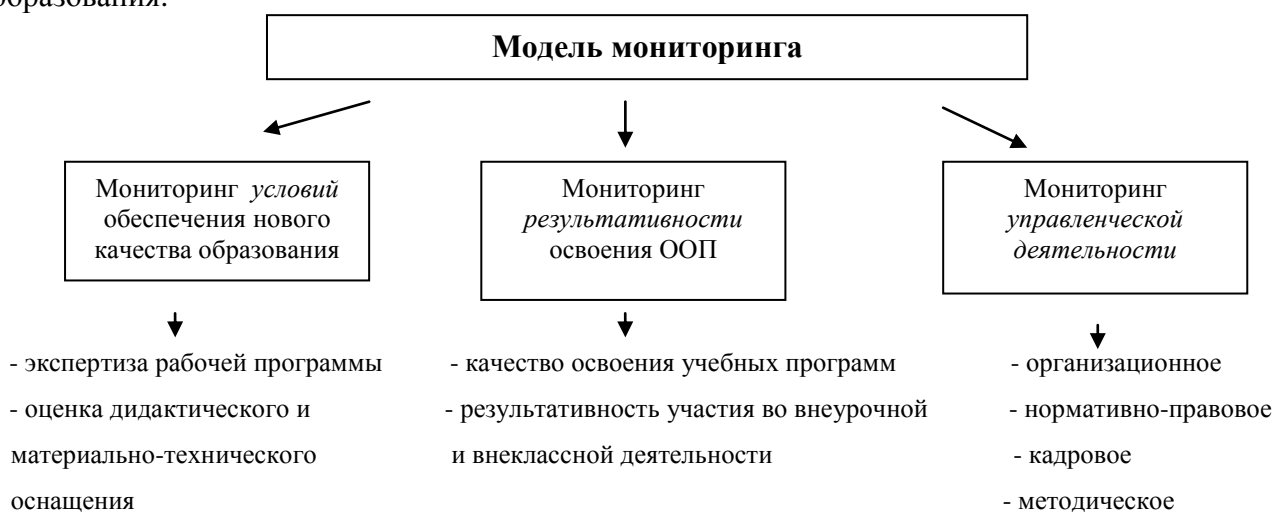 образования.
Модель мониторинга
Мониторинг условий
обеспечения нового
качества образования
Мониторинг
результативности
освоения ООП
Мониторинг
управленческой
деятельности
- экспертиза рабочей программы
- оценка дидактического и
материально-технического
оснащения
- качество освоения учебных программ
- результативность участия во внеурочной
и внеклассной деятельности
- организационное
- нормативно-правовое
- кадровое
- методическое